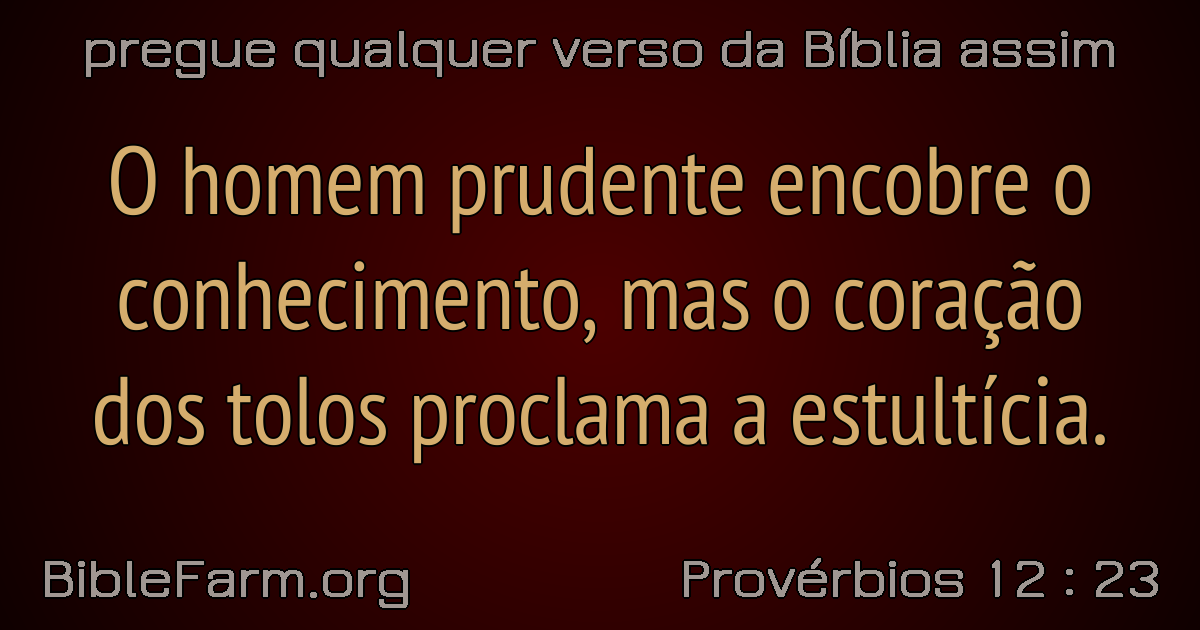 pregue qualquer verso da Bíblia assim
O homem prudente encobre o
conhecimento, mas o coração
dos tolos proclama a estultícia.
BibleFarm.org
Provérbios 12 : 23